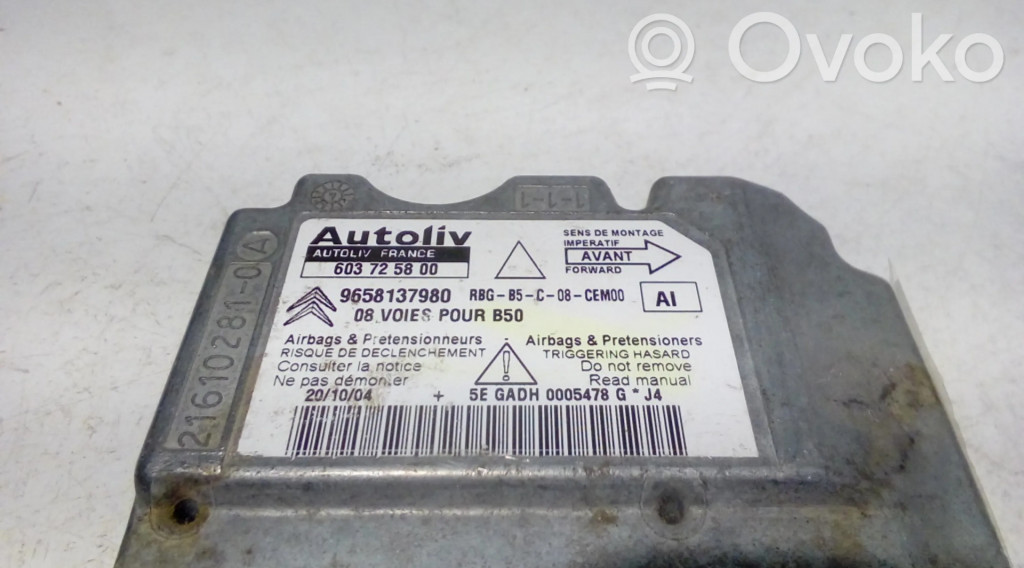 Ovoko
1-1-1
216102811-0 A
Autoliv
AUTOLIV FRANCE
603 72 58 00
SENS DE MONTAGE
IMPERATIF
AVANT
FORWARD
9658137980 RBG-B5-C-08-CEM00 AI
08 VOIES POUR B50
Airbags & Pretensionneurs
RISQUE DE DECLENCHEMENT
Consulter la notice
Ne pas démonter
Airbags & Pretensioners
TRIGGERING HASARD
Do not remove
Read manual
20/10/04 + 5E GADH 0005478 G * J4